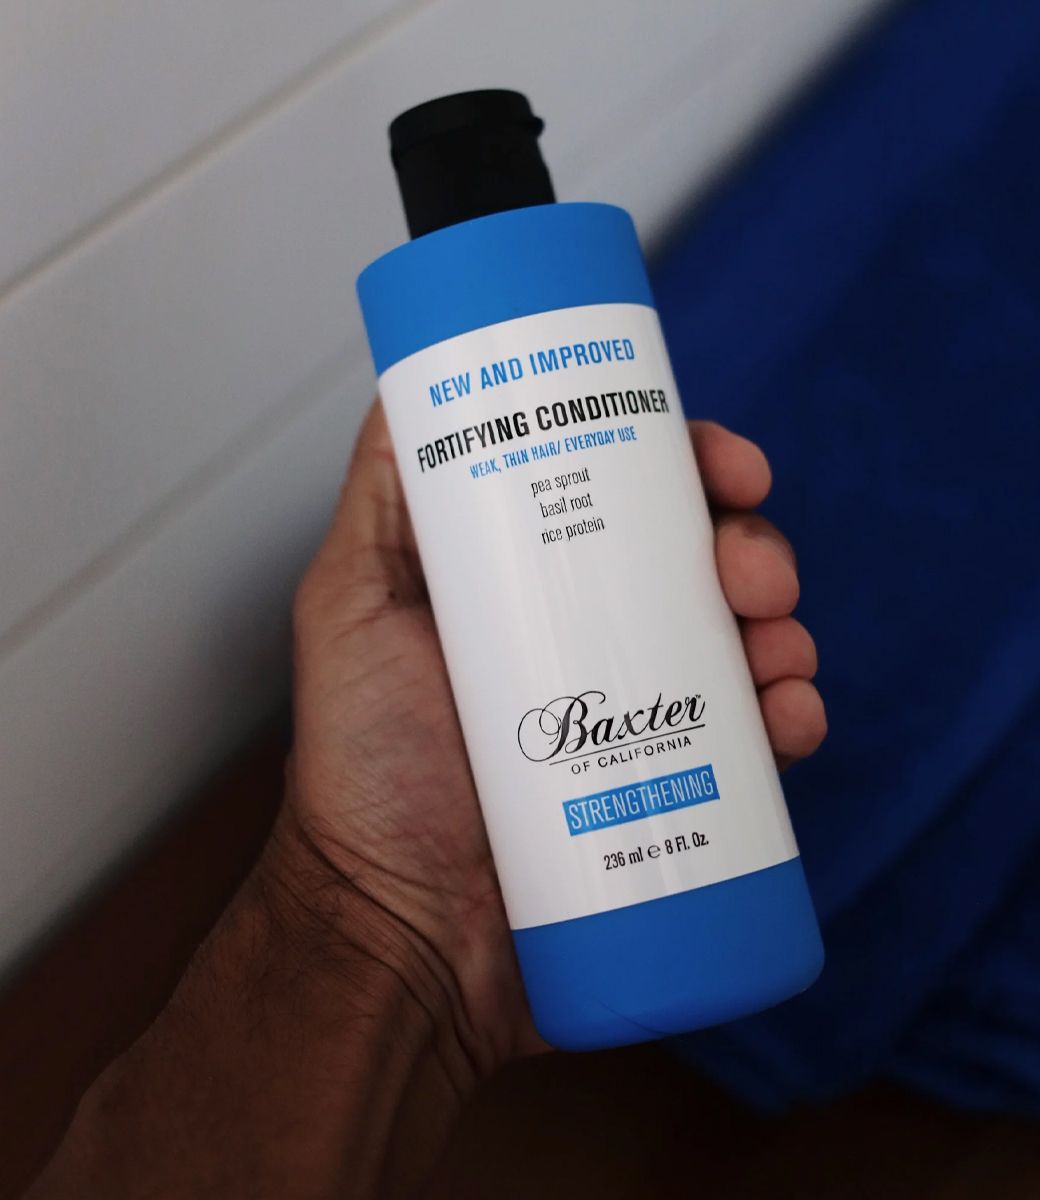 NEW AND IMPROVED
FORTIFYING CONDITIONER
WEAK, THIN HAIR/ EVERYDAY USE
pea sprout
basil root
rice protein
Baxter™
OF CALIFORNIA
STRENGTHENING
236 ml ℮ 8 Fl. Oz.